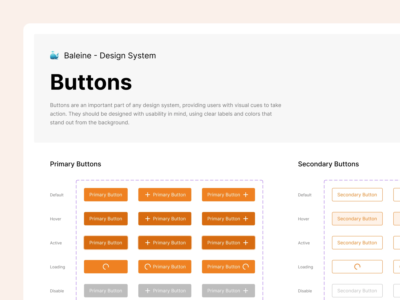 Baleine - Design System
Buttons
Buttons are an important part of any design system, providing users with visual cues to take
action. They should be designed with usability in mind, using clear labels and colors that
stand out from the background.
Primary Buttons
Secondary Buttons
Default
Primary Button
Primary Button
Primary Button
Default
Secondary Button
Hover
Primary Button
Primary Button
Primary Button
Hover
Secondary Button
Active
Primary Button
Primary Button
Primary Button
Active
Secondary Button
Loading
Primary Button
Primary Button
Loading
Disable
Primary Button
Primary Button
Primary Button
Disable
Secondary Button